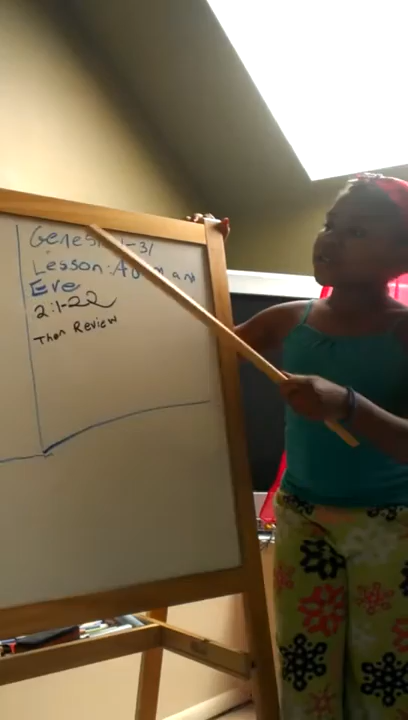 Genesis 1-31
Lesson: Adam and
Eve
2:1-22
Then Review